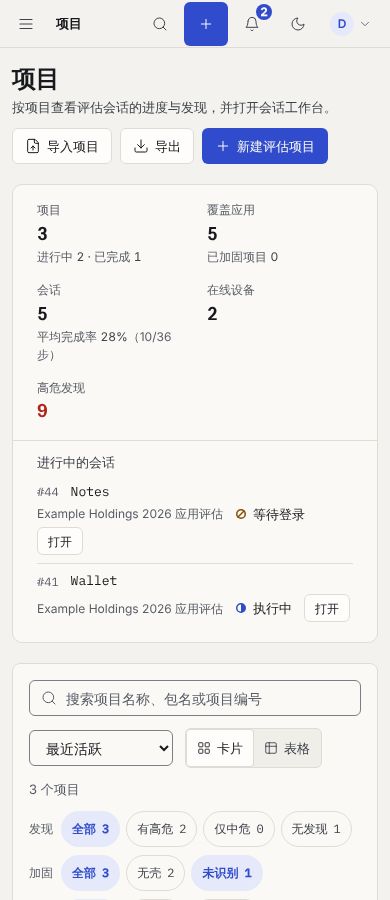 项目
2
D
项目
按项目查看评估会话的进度与发现，并打开会话工作台。
导入项目 导出 新建评估项目
项目 覆盖应用
3 5
进行中 2 · 已完成 1 已加固项目 0
会话 在线设备
5 2
平均完成率 28%（10/36
步）
高危发现
9
进行中的会话
#44 Notes
Example Holdings 2026 应用评估 等待登录
打开
#41 Wallet
Example Holdings 2026 应用评估 执行中 打开
搜索项目名称、包名或项目编号
最近活跃 卡片 表格
3 个项目
发现 全部 3 有高危 2 仅中危 0 无发现 1
加固 全部 3 无壳 2 未识别 1